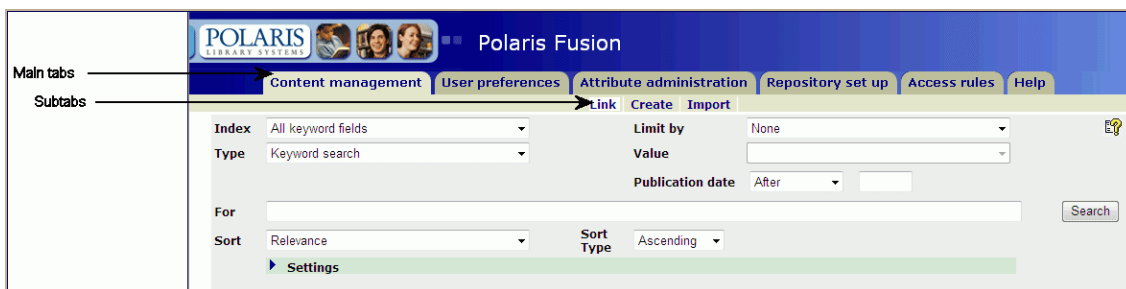 POLARIS
LIBRARY SYSTEMS
Polaris Fusion
Main tabs
Content management User preferences Attribute administration Repository set up Access rules Help
Subtabs
Link Create Import
Index All keyword fields Limit by None
Type Keyword search Value
Publication date After
For Search
Sort Relevance Sort Type Ascending
Settings